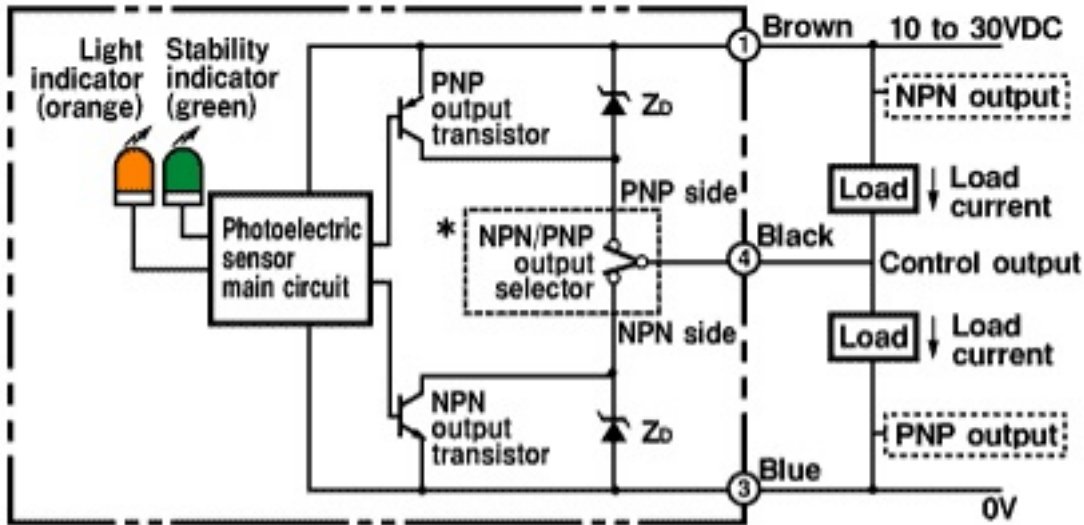 Light
indicator
(orange)
Stability
indicator
(green)
PNP
output
transistor
ZD
1
Brown
10 to 30VDC
NPN output
Load
Load
current
PNP side
*
NPN/PNP
output
selector
Photoelectric
sensor
main circuit
4
Black
Control output
NPN side
Load
Load
current
NPN
output
transistor
ZD
PNP output
3
Blue
0V